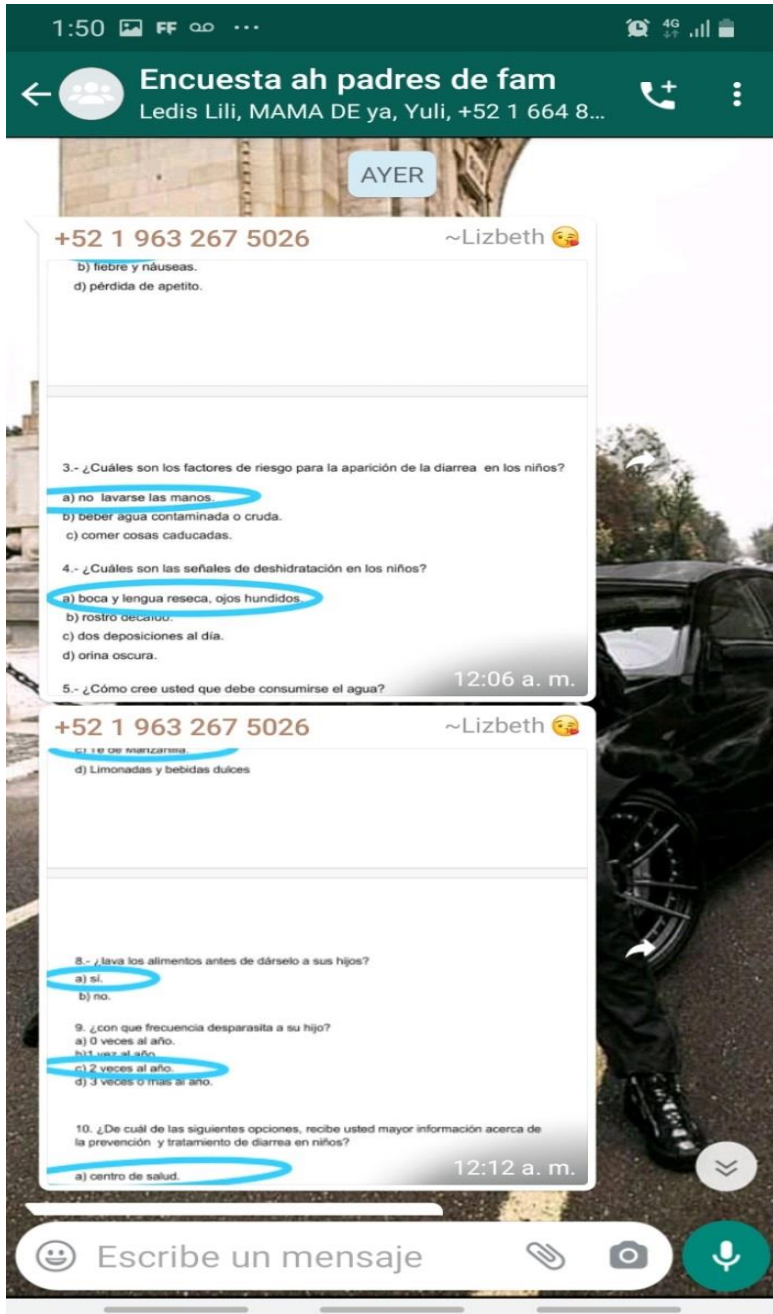 1:50 FF
4G
Encuesta ah padres de fam
Ledis Lili, MAMA DE ya, Yuli, +52 1 664 8...
AYER
+52 1 963 267 5026 ~Lizbeth
b) fiebre y náuseas.
d) pérdida de apetito.
3.- ¿Cuáles son los factores de riesgo para la aparición de la diarrea en los niños?
a) no lavarse las manos.
b) beber agua contaminada o cruda.
c) comer cosas caducadas.
4.- ¿Cuáles son las señales de deshidratación en los niños?
a) boca y lengua reseca, ojos hundidos.
b) rostro decaído.
c) dos deposiciones al día.
d) orina oscura.
5.- ¿Cómo cree usted que debe consumirse el agua?
12:06 a. m.
+52 1 963 267 5026 ~Lizbeth
c) Te de Manzanilla.
d) Limonadas y bebidas dulces
8.- ¿lava los alimentos antes de dárselo a sus hijos?
a) sí.
b) no.
9. ¿con que frecuencia desparasita a su hijo?
a) 0 veces al año.
b)1 vez al año
c) 2 veces al año.
d) 3 veces o mas al año.
10. ¿De cuál de las siguientes opciones, recibe usted mayor información acerca de
la prevención y tratamiento de diarrea en niños?
a) centro de salud.
12:12 a. m.
Escribe un mensaje